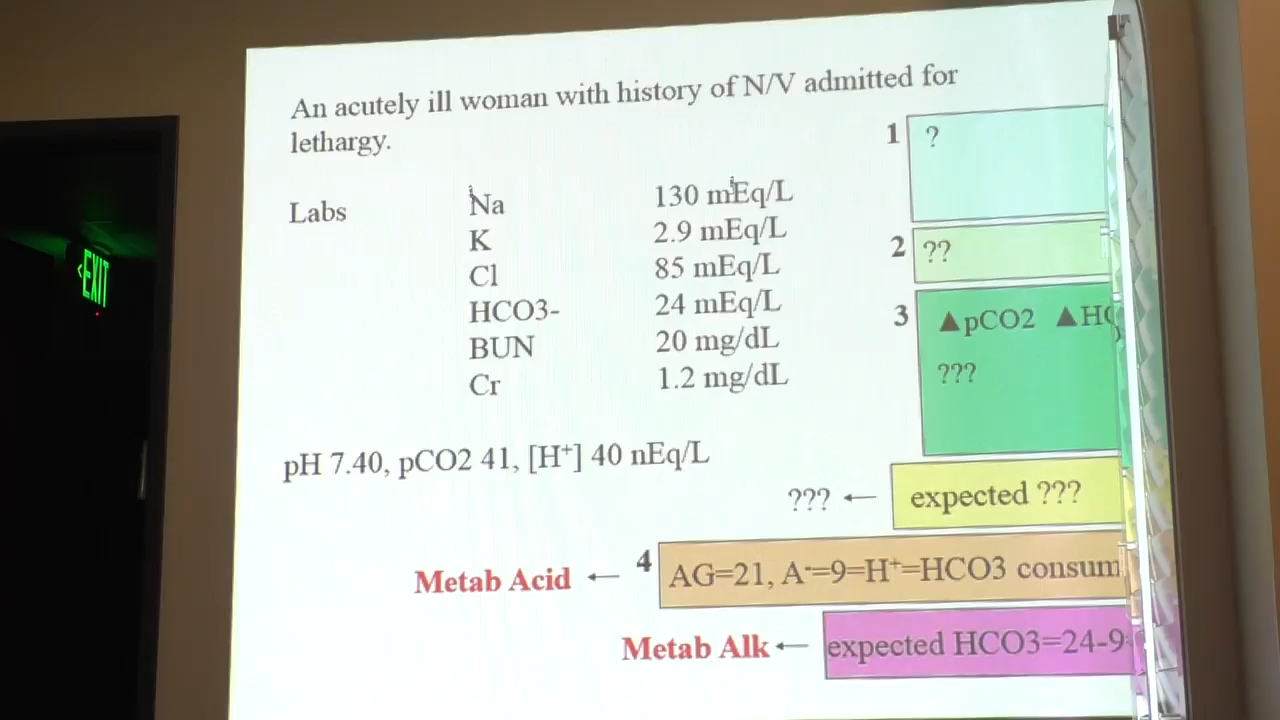 An acutely ill woman with history of N/V admitted for
lethargy.
Labs
Na 130 mEq/L
K 2.9 mEq/L
Cl 85 mEq/L
HCO3- 24 mEq/L
BUN 20 mg/dL
Cr 1.2 mg/dL
pH 7.40, pCO2 41, [H+] 40 nEq/L
1 ?
2 ??
3 ▲pCO2 ▲
???
??? ← expected ???
Metab Acid ← 4 AG=21, A-=9=H+=HCO3
Metab Alk ← expected HCO3=24-9
EXIT